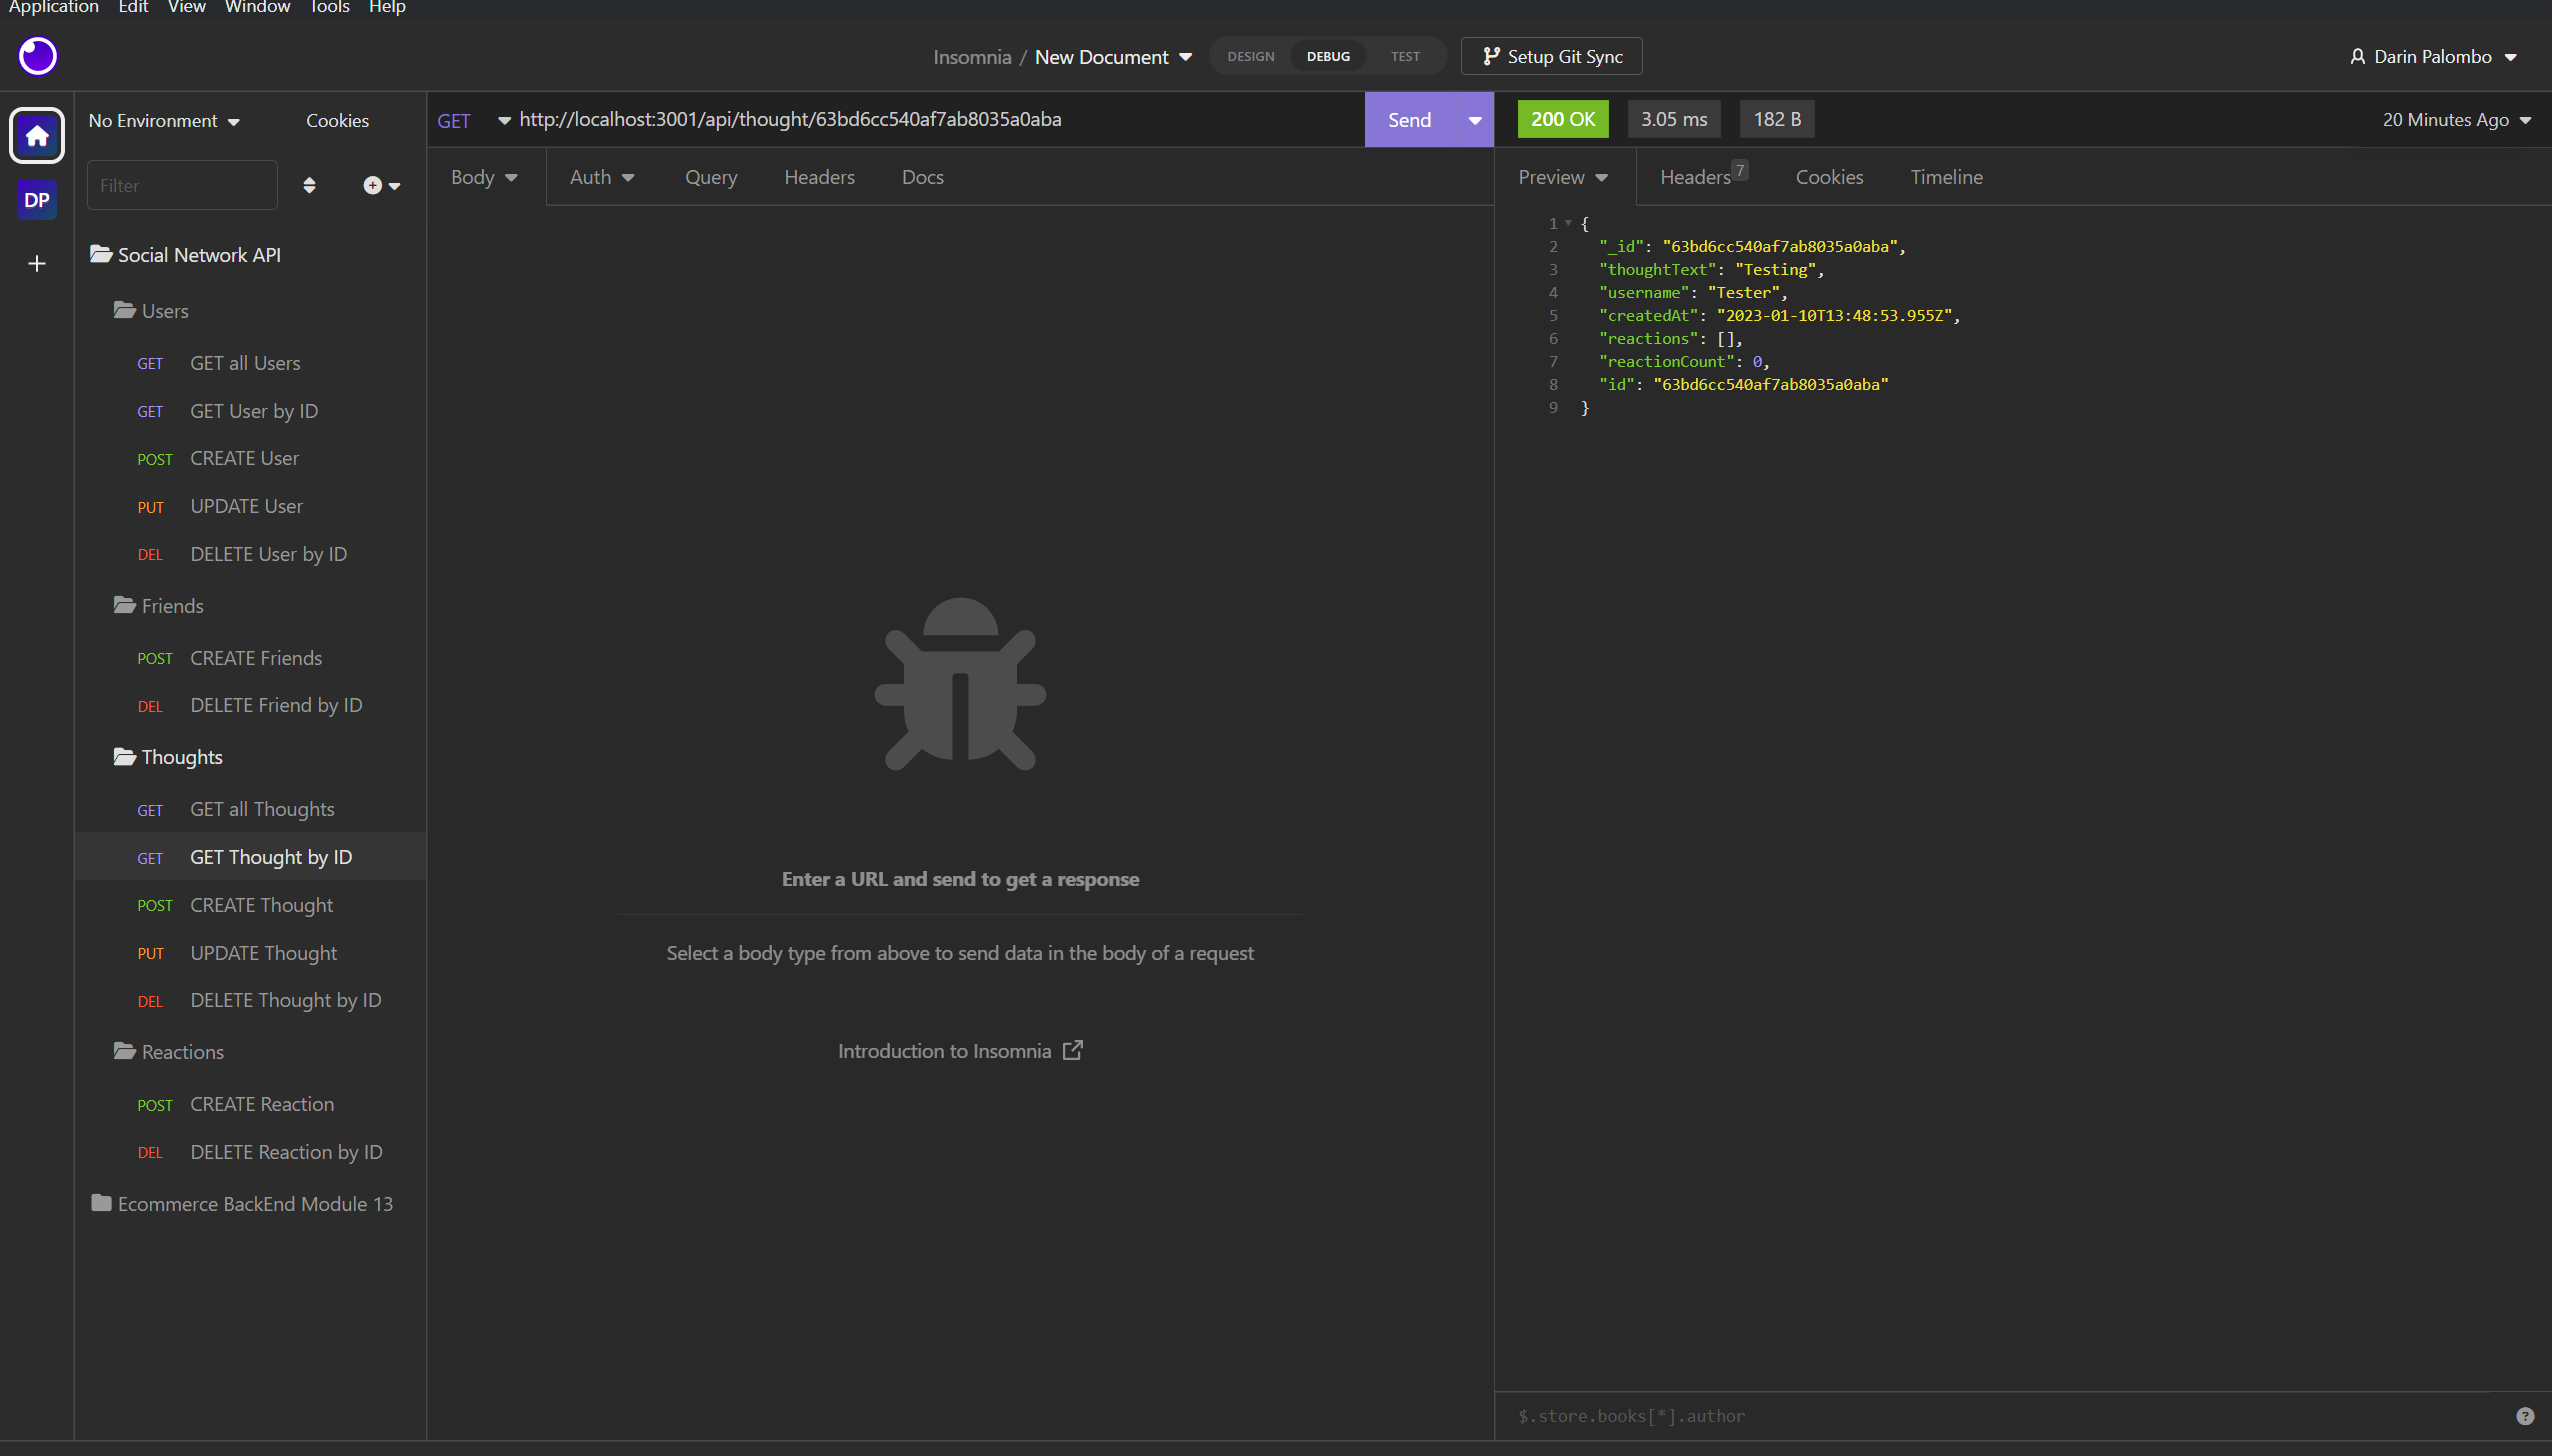 Application Edit View Window Tools Help
Insomnia / New Document DESIGN DEBUG TEST Setup Git Sync Darin Palombo
No Environment Cookies
GET http://localhost:3001/api/thought/63bd6cc540af7ab8035a0aba Send
200 OK 3.05 ms 182 B 20 Minutes Ago
Filter
DP
Body Auth Query Headers Docs
Preview Headers 7 Cookies Timeline
Social Network API
Users
GET GET all Users
GET GET User by ID
POST CREATE User
PUT UPDATE User
DEL DELETE User by ID
Friends
POST CREATE Friends
DEL DELETE Friend by ID
Thoughts
GET GET all Thoughts
GET GET Thought by ID
POST CREATE Thought
PUT UPDATE Thought
DEL DELETE Thought by ID
Reactions
POST CREATE Reaction
DEL DELETE Reaction by ID
Ecommerce BackEnd Module 13
Enter a URL and send to get a response
Select a body type from above to send data in the body of a request
Introduction to Insomnia
1 {
2 "_id": "63bd6cc540af7ab8035a0aba",
3 "thoughtText": "Testing",
4 "username": "Tester",
5 "createdAt": "2023-01-10T13:48:53.955Z",
6 "reactions": [],
7 "reactionCount": 0,
8 "id": "63bd6cc540af7ab8035a0aba"
9 }
$.store.books[*].author